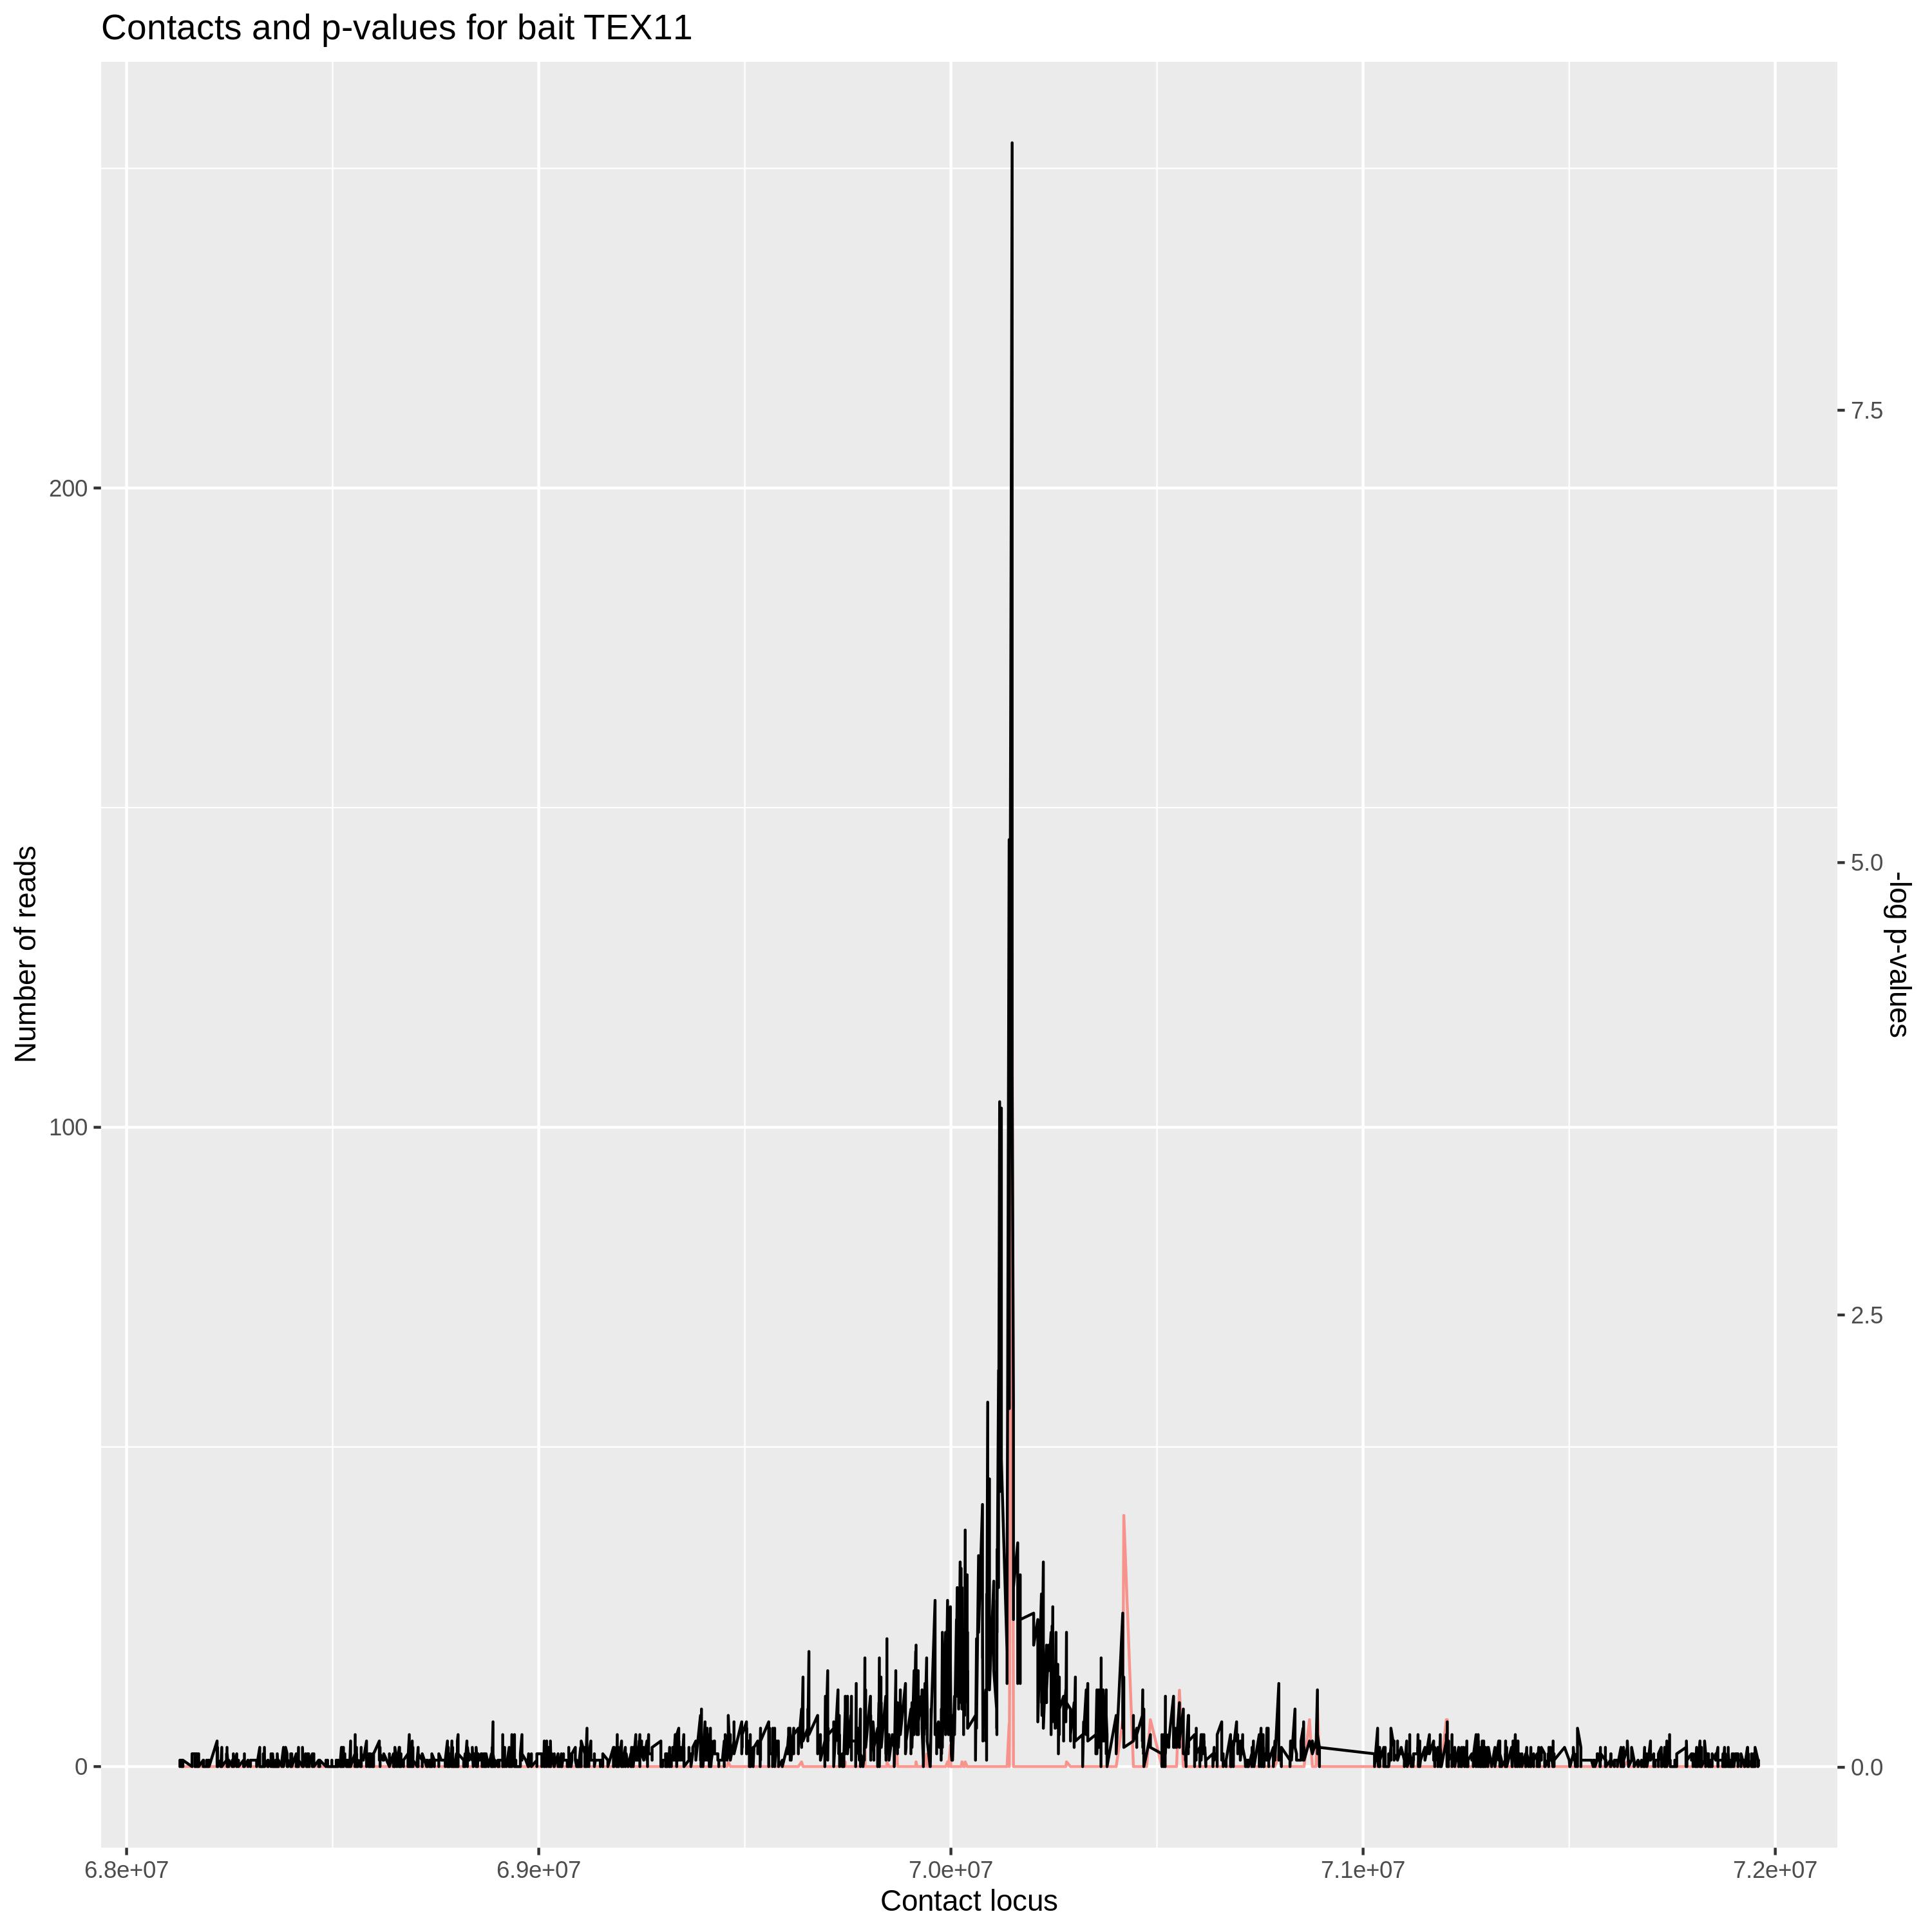 Contacts and p-values for bait TEX11
200
100
0
Number of reads
7.5
5.0
2.5
0.0
-log p-values
6.8e+07
6.9e+07
7.0e+07
7.1e+07
7.2e+07
Contact locus